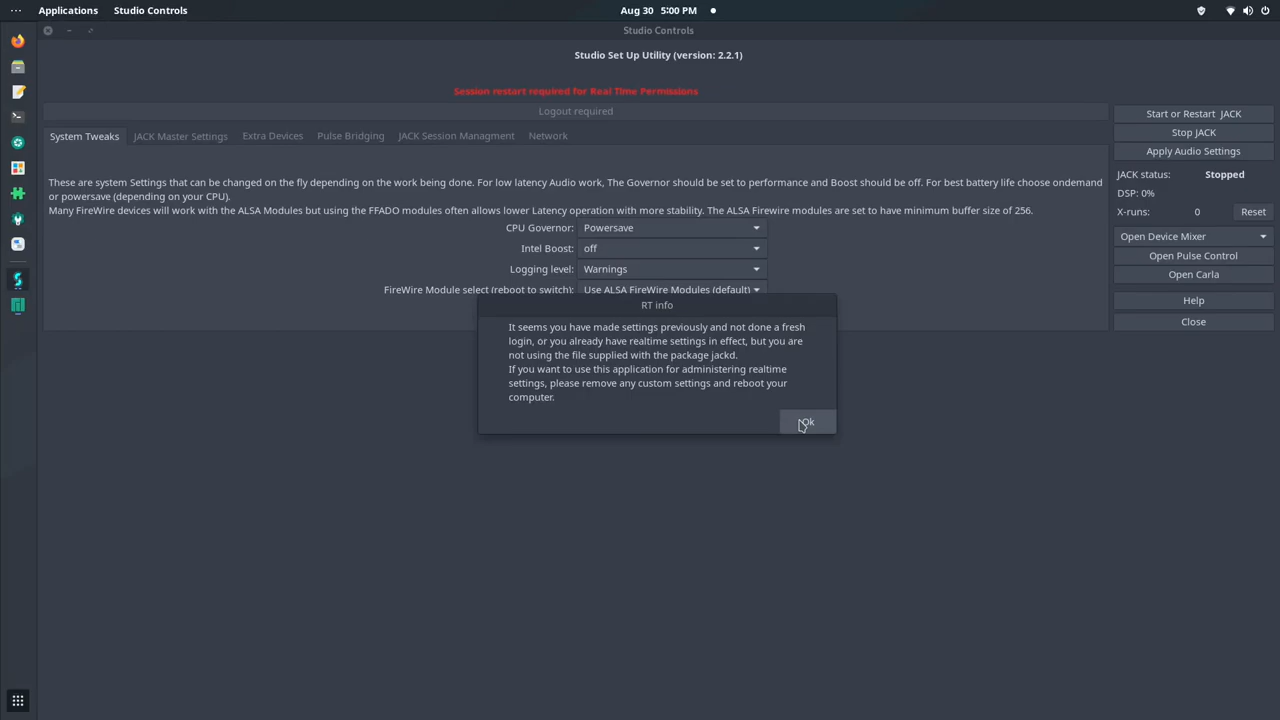 Applications Studio Controls Aug 30 5:00 PM
Studio Controls
Studio Set Up Utility (version: 2.2.1)
Session restart required for Real Time Permissions
Logout required
System Tweaks JACK Master Settings Extra Devices Pulse Bridging JACK Session Managment Network
These are system Settings that can be changed on the fly depending on the work being done. For low latency Audio work, The Governor should be set to performance and Boost should be off. For best battery life choose ondemand
or powersave (depending on your CPU).
Many FireWire devices will work with the ALSA Modules but using the FFADO modules often allows lower Latency operation with more stability. The ALSA Firewire modules are set to have minimum buffer size of 256.
CPU Governor: Powersave
Intel Boost: off
Logging level: Warnings
FireWire Module select (reboot to switch): Use ALSA FireWire Modules (default)
RT info
It seems you have made settings previously and not done a fresh
login, or you already have realtime settings in effect, but you are
not using the file supplied with the package jackd.
If you want to use this application for administering realtime
settings, please remove any custom settings and reboot your
computer.
Ok
Start or Restart JACK
Stop JACK
Apply Audio Settings
JACK status: Stopped
DSP: 0%
X-runs: 0 Reset
Open Device Mixer
Open Pulse Control
Open Carla
Help
Close